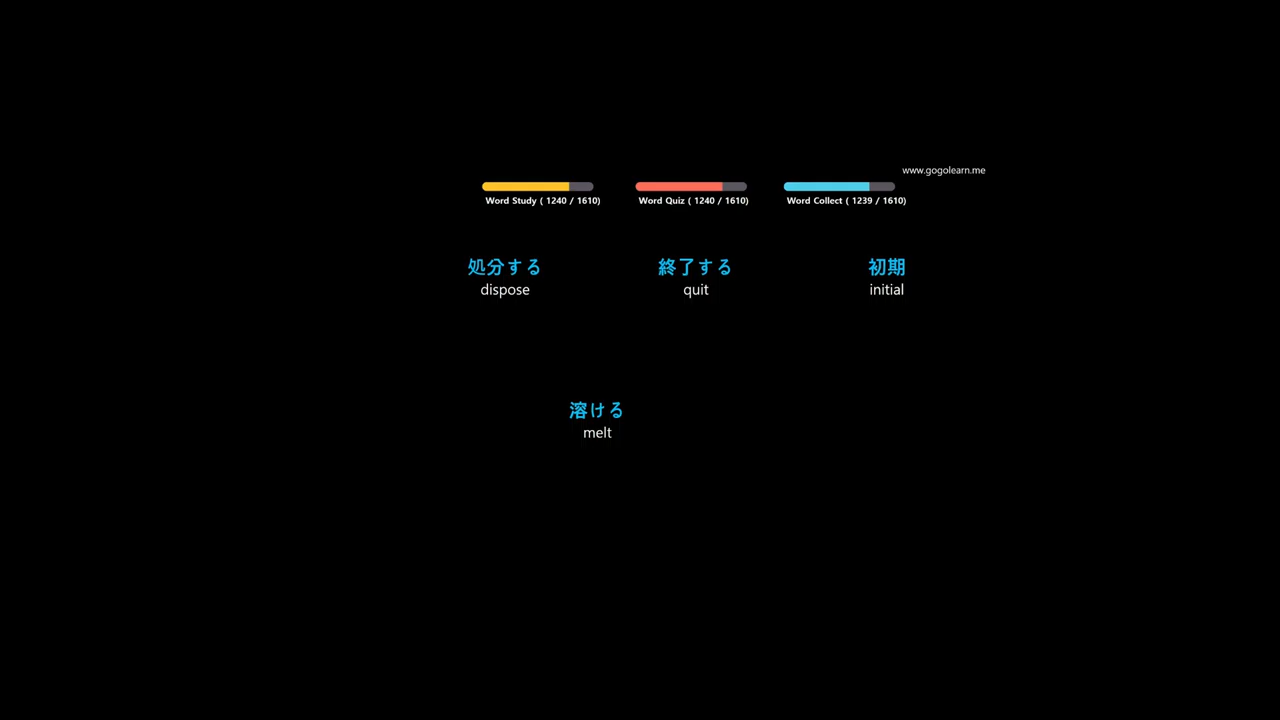 www.gogolearn.me
Word Study ( 1240 / 1610)
Word Quiz ( 1240 / 1610)
Word Collect ( 1239 / 1610)
処分する
dispose
終了する
quit
初期
initial
溶ける
melt